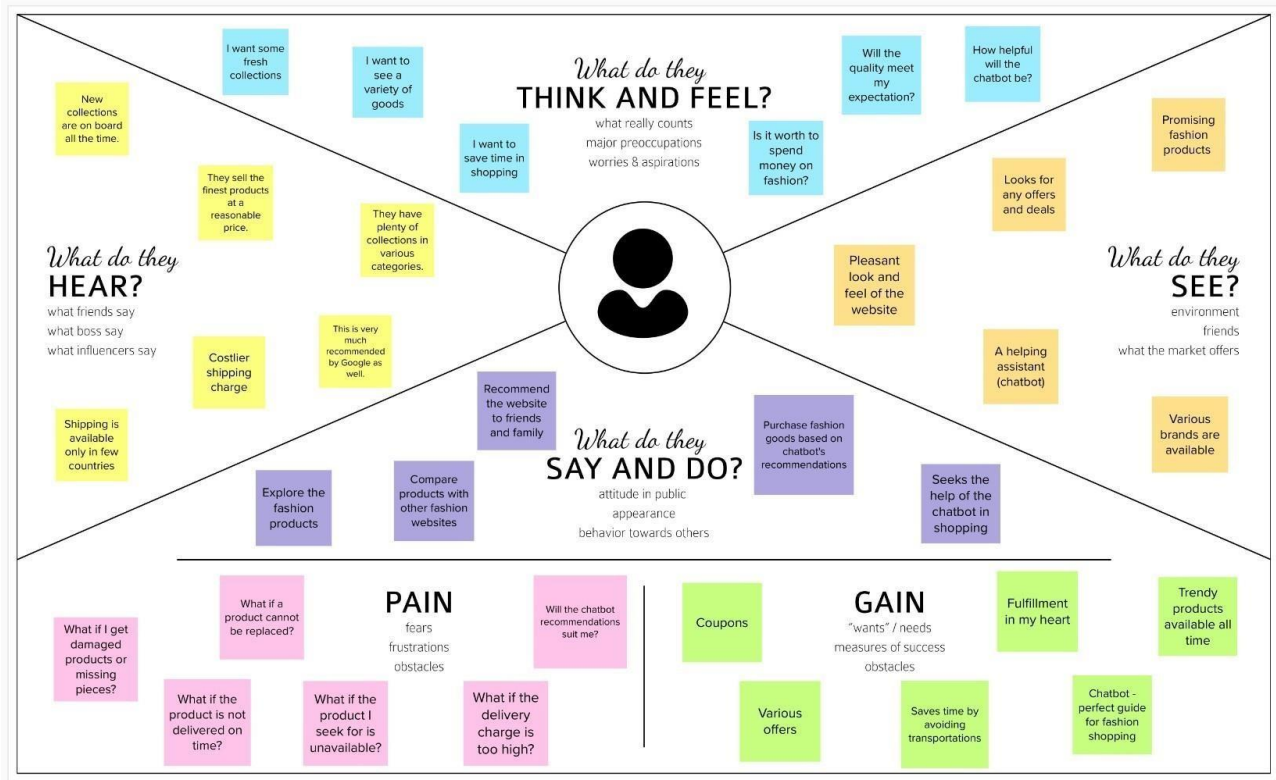 What do they
THINK AND FEEL?
what really counts
major preoccupations
worries & aspirations
I want some
fresh
collections
I want to
see a
variety of
goods
I want to
save time in
shopping
Will the
quality meet
my
expectation?
How helpful
will the
chatbot be?
Is it worth to
spend
money on
fashion?
What do they
HEAR?
what friends say
what boss say
what influencers say
New
collections
are on board
all the time.
They sell the
finest products
at a
reasonable
price.
They have
plenty of
collections in
various
categories.
This is very
much
recommended
by Google as
well.
Costlier
shipping
charge
Shipping is
available
only in few
countries
What do they
SEE?
environment
friends
what the market offers
Promising
fashion
products
Looks for
any offers
and deals
Pleasant
look and
feel of the
website
A helping
assistant
(chatbot)
Various
brands are
available
What do they
SAY AND DO?
attitude in public
appearance
behavior towards others
Recommend
the website
to friends
and family
Explore the
fashion
products
Compare
products with
other fashion
websites
Purchase fashion
goods based on
chatbot's
recommendations
Seeks the
help of the
chatbot in
shopping
PAIN
fears
frustrations
obstacles
What if I get
damaged
products or
missing
pieces?
What if a
product cannot
be replaced?
Will the chatbot
recommendations
suit me?
What if the
product is not
delivered on
time?
What if the
product I
seek for is
unavailable?
What if the
delivery
charge is
too high?
GAIN
"wants" / needs
measures of success
obstacles
Coupons
Fulfillment
in my heart
Trendy
products
available all
time
Various
offers
Saves time by
avoiding
transportations
Chatbot -
perfect guide
for fashion
shopping